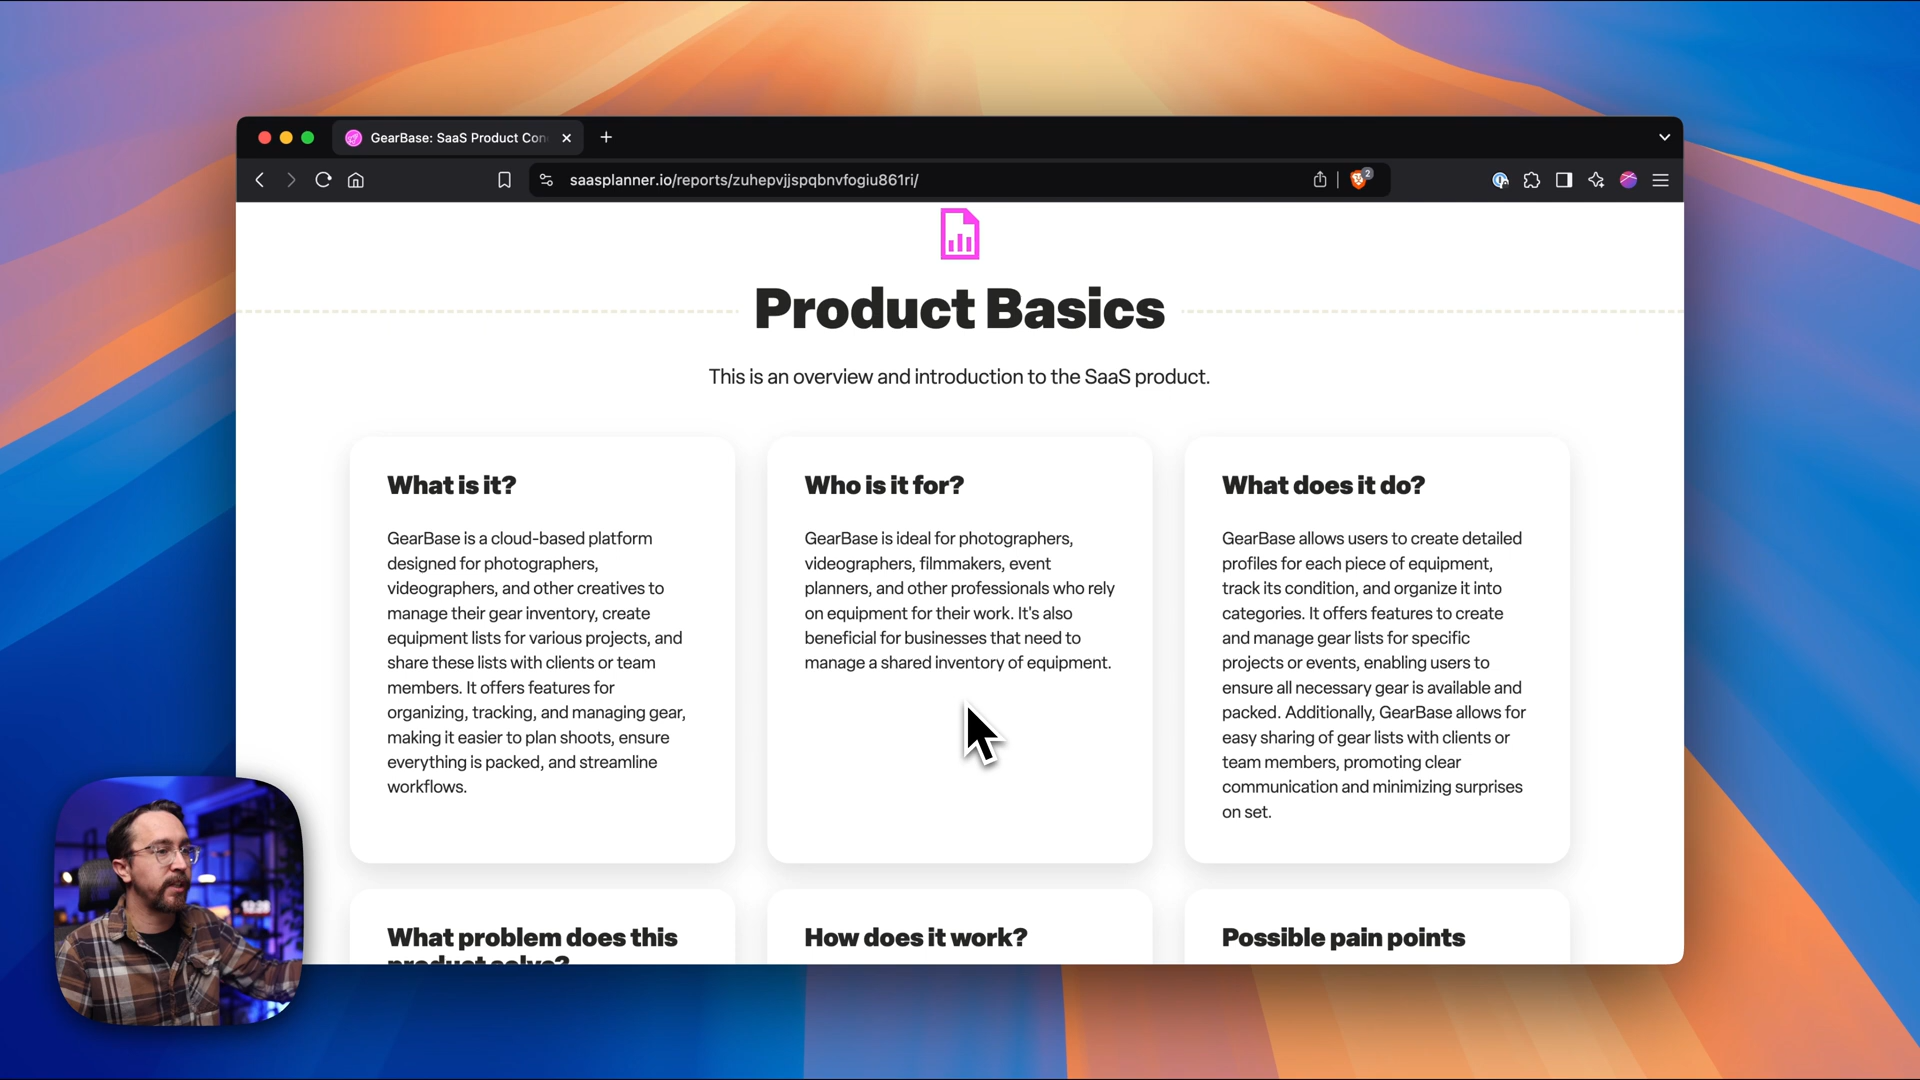 GearBase: SaaS Product Con
saasplanner.io/reports/zuhepvjjspqbnvfogiu861ri/
2
Product Basics
This is an overview and introduction to the SaaS product.
What is it?
GearBase is a cloud-based platform
designed for photographers,
videographers, and other creatives to
manage their gear inventory, create
equipment lists for various projects, and
share these lists with clients or team
members. It offers features for
organizing, tracking, and managing gear,
making it easier to plan shoots, ensure
everything is packed, and streamline
workflows.
Who is it for?
GearBase is ideal for photographers,
videographers, filmmakers, event
planners, and other professionals who rely
on equipment for their work. It's also
beneficial for businesses that need to
manage a shared inventory of equipment.
What does it do?
GearBase allows users to create detailed
profiles for each piece of equipment,
track its condition, and organize it into
categories. It offers features to create
and manage gear lists for specific
projects or events, enabling users to
ensure all necessary gear is available and
packed. Additionally, GearBase allows for
easy sharing of gear lists with clients or
team members, promoting clear
communication and minimizing surprises
on set.
What problem does this
product solve?
How does it work?
Possible pain points
12:28